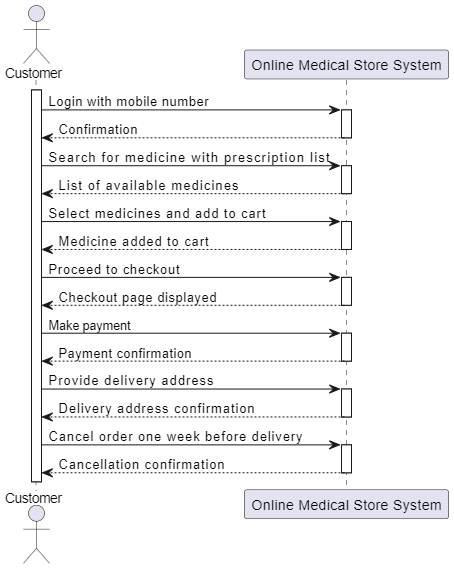 Customer
Online Medical Store System
Login with mobile number
Confirmation
Search for medicine with prescription list
List of available medicines
Select medicines and add to cart
Medicine added to cart
Proceed to checkout
Checkout page displayed
Make payment
Payment confirmation
Provide delivery address
Delivery address confirmation
Cancel order one week before delivery
Cancellation confirmation
Customer
Online Medical Store System